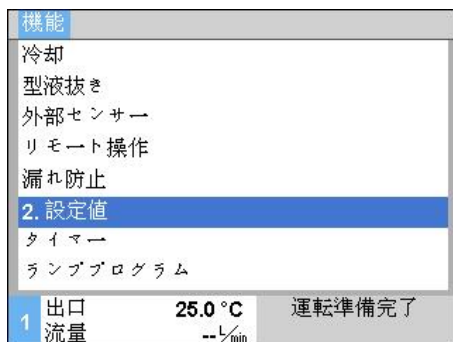 機能
冷却
型液抜き
外部センサー
リモート操作
漏れ防止
2. 設定値
タイマー
ランププログラム
1 出口 25.0 °C 運転準備完了
流量 -- L/min